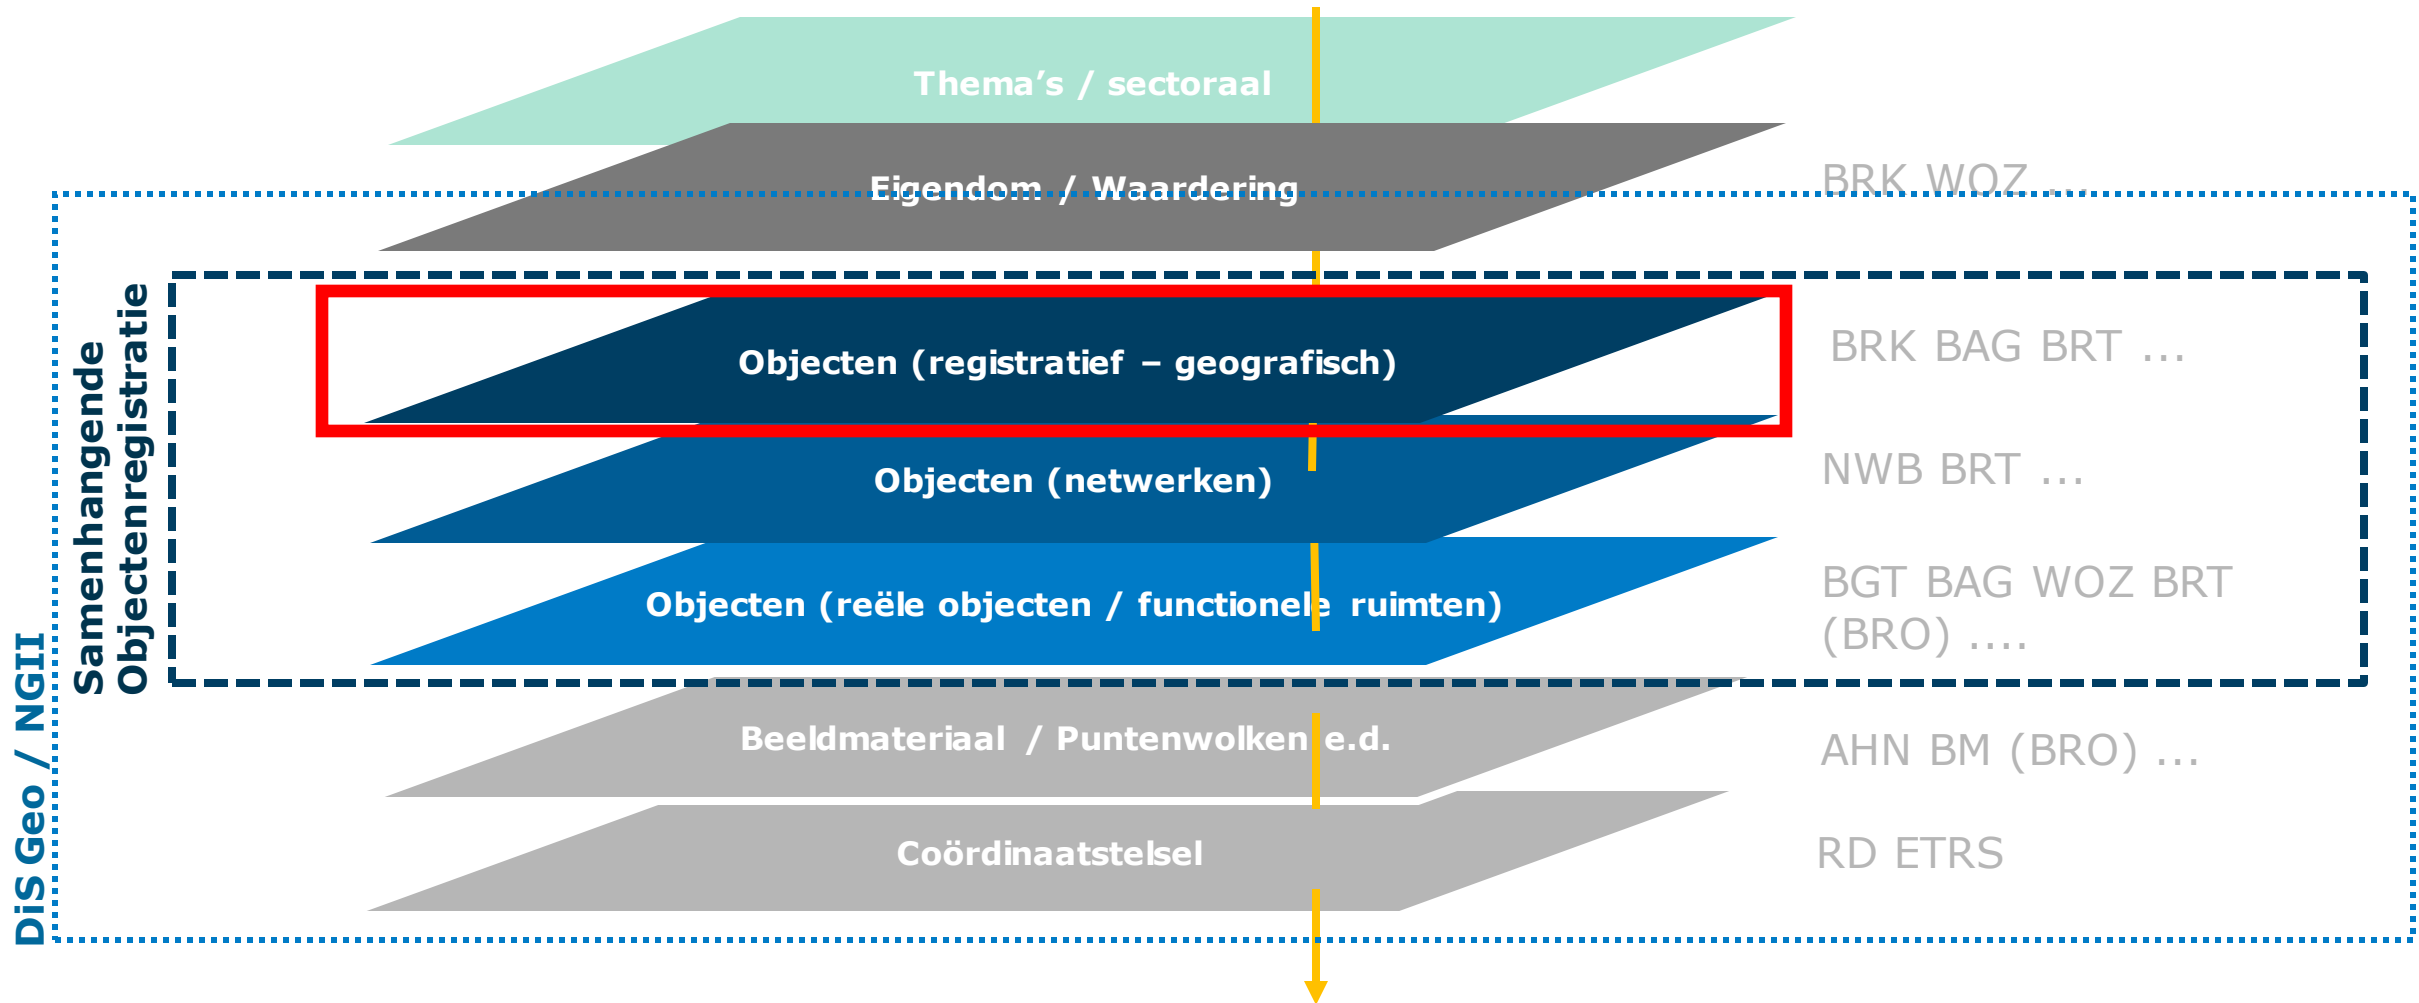 Thema’s / sectoraal
Eigendom / Waardering
BRK WOZ ...
Samenhangende
Objectenregistratie
Objecten (registratief – geografisch)
BRK BAG BRT ...
Objecten (netwerken)
NWB BRT ...
Objecten (reële objecten / functionele ruimten)
BGT BAG WOZ BRT
(BRO) ....
DiS Geo / NGII
Beeldmateriaal / Puntenwolken e.d.
AHN BM (BRO) ...
Coördinaatstelsel
RD ETRS